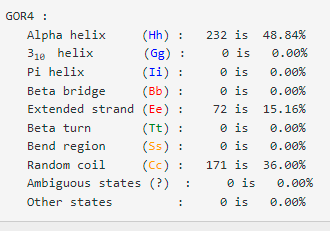 GOR4 :
Alpha helix (Hh) : 232 is 48.84%
3₁₀ helix (Gg) : 0 is 0.00%
Pi helix (Ii) : 0 is 0.00%
Beta bridge (Bb) : 0 is 0.00%
Extended strand (Ee) : 72 is 15.16%
Beta turn (Tt) : 0 is 0.00%
Bend region (Ss) : 0 is 0.00%
Random coil (Cc) : 171 is 36.00%
Ambiguous states (?) : 0 is 0.00%
Other states : 0 is 0.00%